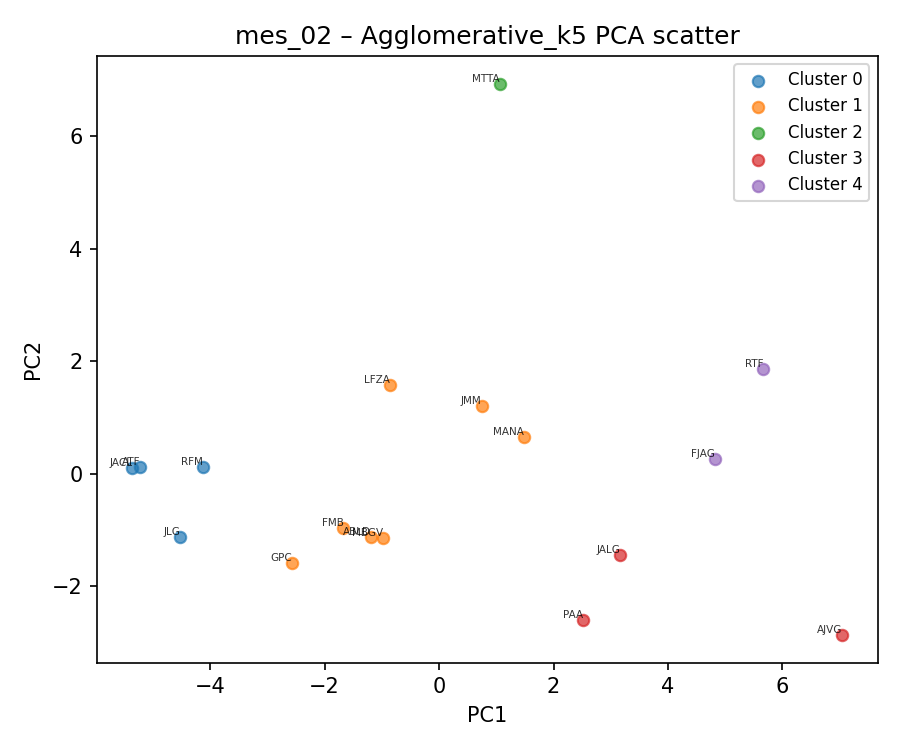 mes_02 – Agglomerative_k5 PCA scatter
MTTA
Cluster 0
Cluster 1
Cluster 2
Cluster 3
Cluster 4
6
4
2
0
−2
PC2
RTF
LFZA
JMM
MANA
FJAG
RFM
JLG
FMB
GPC
JALG
PAA
AJVG
−4
−2
0
2
4
6
PC1